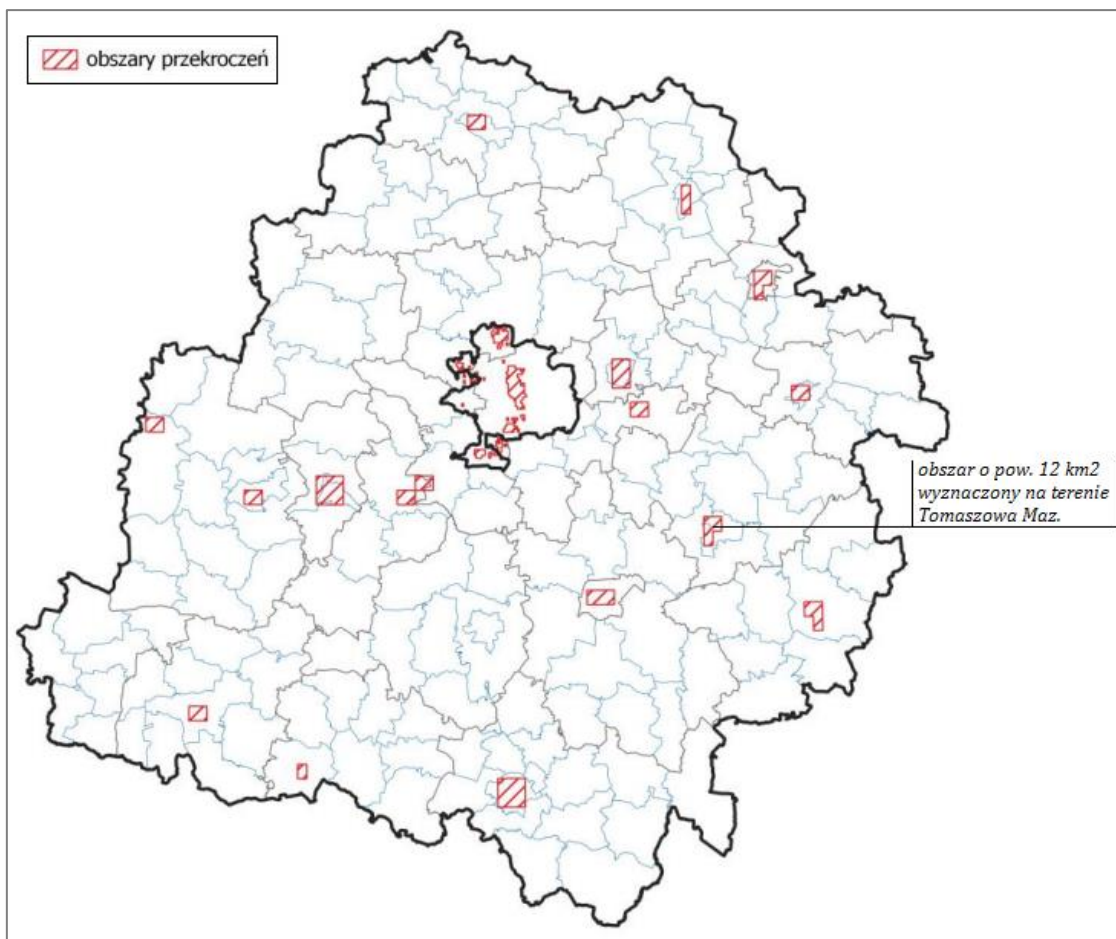 obszary przekroczeń
obszar o pow. 12 km2
wyznaczony na terenie
Tomaszowa Maz.